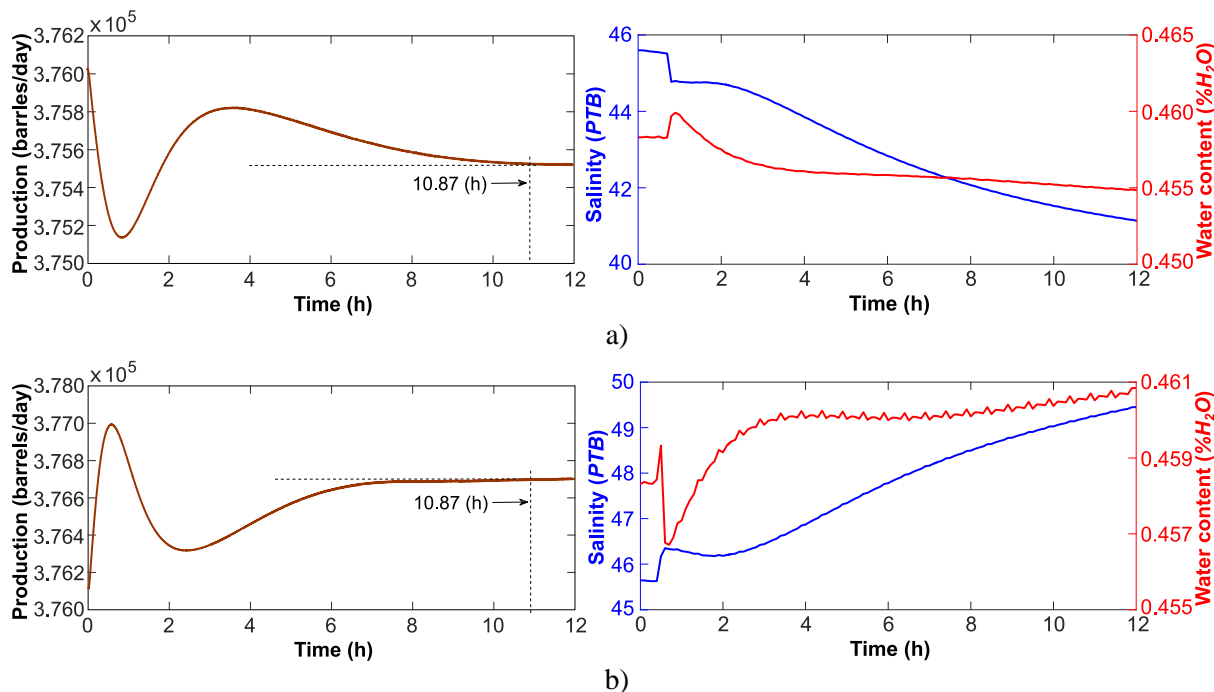 ×10⁵
3.762
3.760
3.758
3.756
3.754
3.752
3.750
Production (barrles/day)
10.87 (h)
0 2 4 6 8 10 12
Time (h)
46
44
42
40
Salinity (PTB)
0.465
0.460
0.455
0.450
Water content (%H₂O)
0 2 4 6 8 10 12
Time (h)
a)
×10⁵
3.780
3.770
3.768
3.766
3.764
3.762
3.760
Production (barrels/day)
10.87 (h)
0 2 4 6 8 10 12
Time (h)
50
49
48
47
46
45
Salinity (PTB)
0.461
0.459
0.457
0.455
Water content (%H₂O)
0 2 4 6 8 10 12
Time (h)
b)